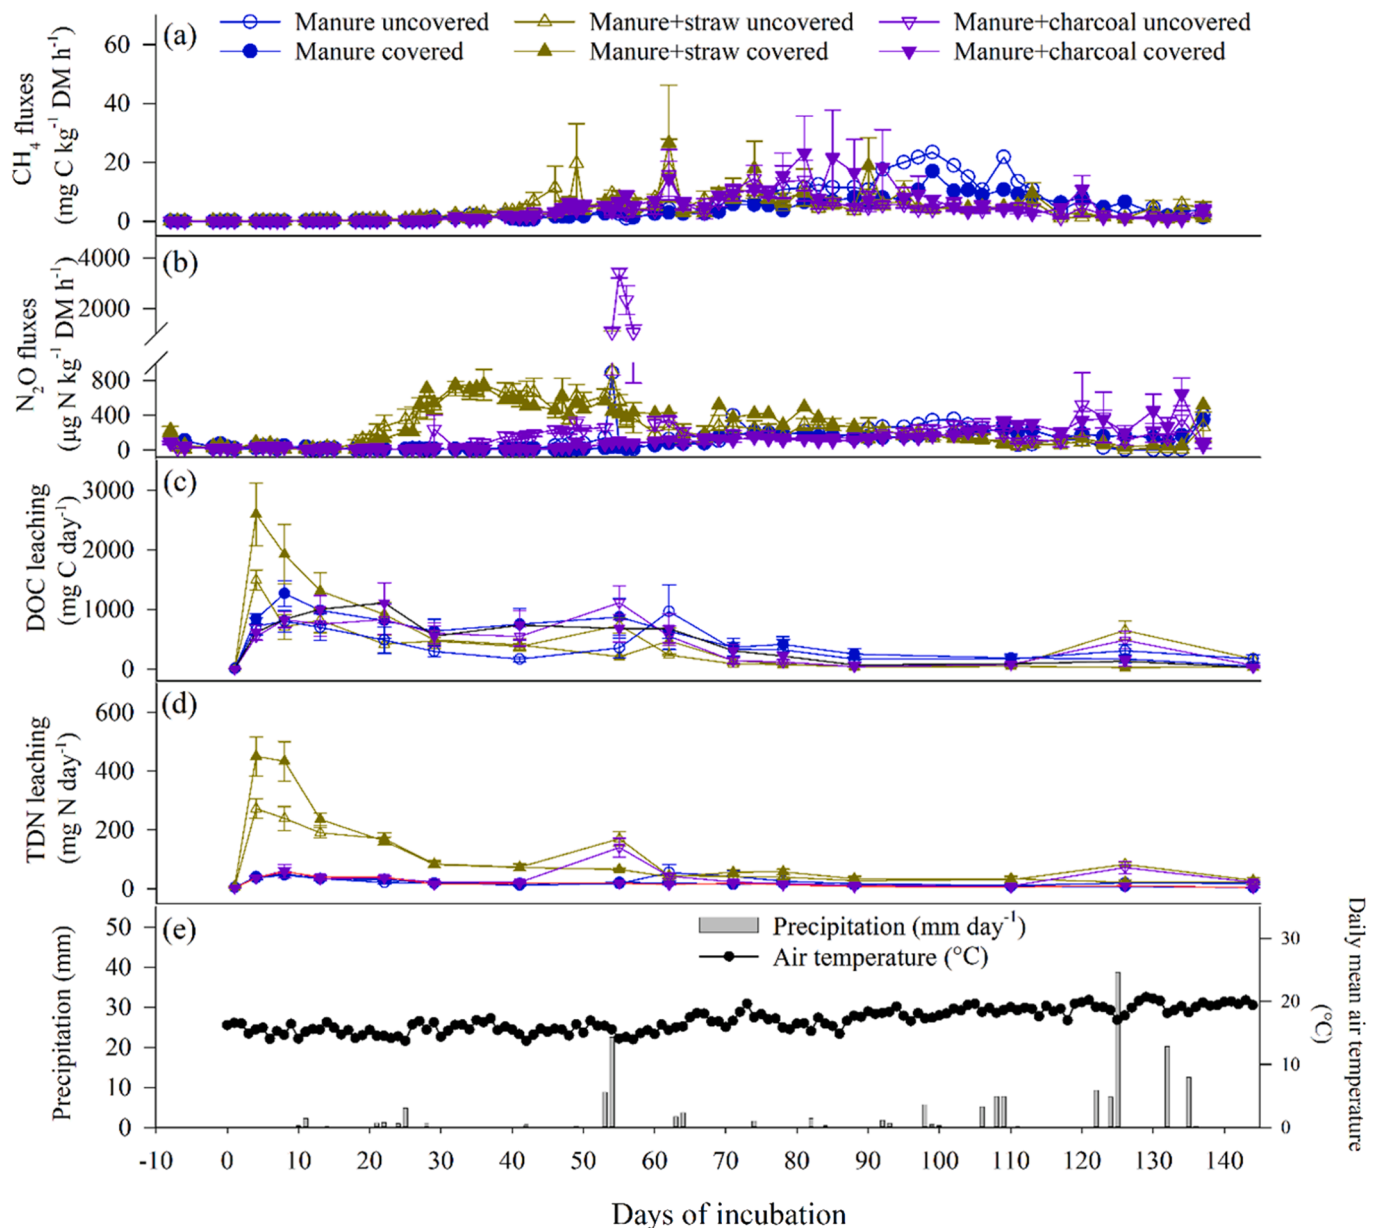 (a)
Manure uncovered
Manure+straw uncovered
Manure+charcoal uncovered
Manure covered
Manure+straw covered
Manure+charcoal covered
CH4 fluxes
(mg C kg-1 DM h-1)
60
40
20
0
(b)
N2O fluxes
(µg N kg-1 DM h-1)
4000
2000
800
400
0
(c)
DOC leaching
(mg C day-1)
3000
2000
1000
0
(d)
TDN leaching
(mg N day-1)
600
400
200
0
(e)
Precipitation (mm day-1)
Air temperature (°C)
Precipitation (mm)
50
40
30
20
10
0
30
20
10
0
Daily mean air temperature
(°C)
-10 0 10 20 30 40 50 60 70 80 90 100 110 120 130 140
Days of incubation